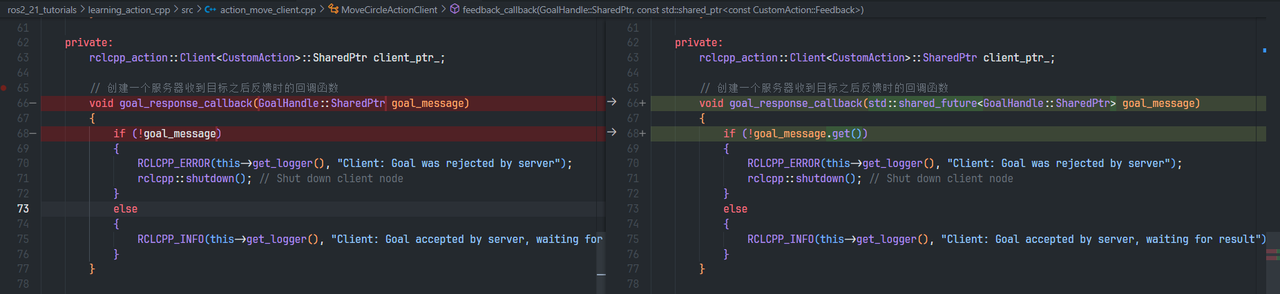 ros2_21_tutorials > learning_action_cpp > src > action_move_client.cpp > MoveCircleActionClient > feedback_callback(GoalHandle::SharedPtr, const std::shared_ptr<const CustomAction::Feedback>)
61
62 private:
63 rclcpp_action::Client<CustomAction>::SharedPtr client_ptr_;
64
65 // 创建一个服务器收到目标之后反馈时的回调函数
66— void goal_response_callback(GoalHandle::SharedPtr goal_message)
67 {
68— if (!goal_message)
69 {
70 RCLCPP_ERROR(this->get_logger(), "Client: Goal was rejected by server");
71 rclcpp::shutdown(); // Shut down client node
72 }
73 else
74 {
75 RCLCPP_INFO(this->get_logger(), "Client: Goal accepted by server, waiting for
76 }
77 }
78
61
62 private:
63 rclcpp_action::Client<CustomAction>::SharedPtr client_ptr_;
64
65 // 创建一个服务器收到目标之后反馈时的回调函数
66+ void goal_response_callback(std::shared_future<GoalHandle::SharedPtr> goal_message)
67 {
68+ if (!goal_message.get())
69 {
70 RCLCPP_ERROR(this->get_logger(), "Client: Goal was rejected by server");
71 rclcpp::shutdown(); // Shut down client node
72 }
73 else
74 {
75 RCLCPP_INFO(this->get_logger(), "Client: Goal accepted by server, waiting for result")
76 }
77 }
78